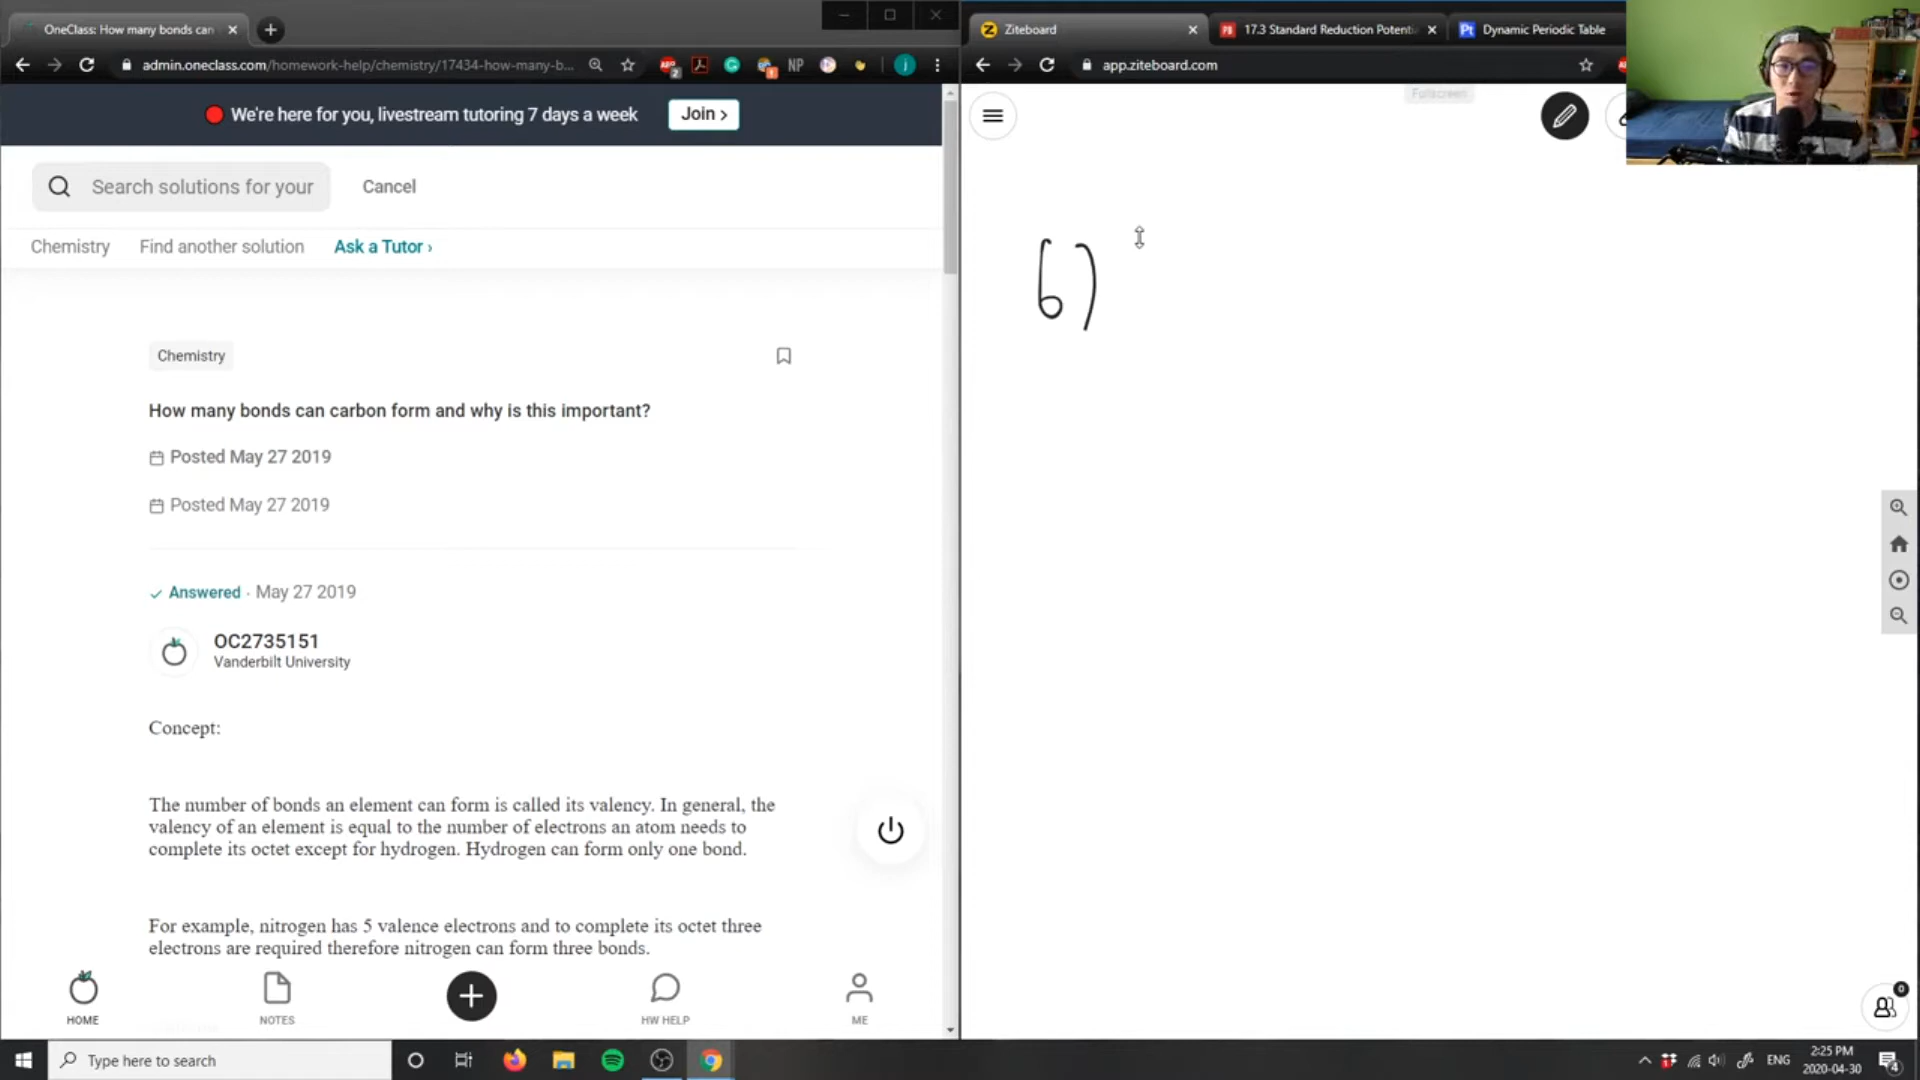 OneClass: How many bonds can
admin.oneclass.com/homework-help/chemistry/17434-how-many-b...
2
1
NP
j
We're here for you, livestream tutoring 7 days a week
Join ›
Search solutions for your
Cancel
Chemistry
Find another solution
Ask a Tutor ›
Chemistry
How many bonds can carbon form and why is this important?
Posted May 27 2019
Posted May 27 2019
Answered · May 27 2019
OC2735151
Vanderbilt University
Concept:
The number of bonds an element can form is called its valency. In general, the
valency of an element is equal to the number of electrons an atom needs to
complete its octet except for hydrogen. Hydrogen can form only one bond.
For example, nitrogen has 5 valence electrons and to complete its octet three
electrons are required therefore nitrogen can form three bonds.
HOME
NOTES
HW HELP
ME
Ziteboard
17.3 Standard Reduction Potenti
Pt
Dynamic Periodic Table
app.ziteboard.com
Fullscreen
6)
0
Type here to search
ENG
2:25 PM
2020-04-30
4